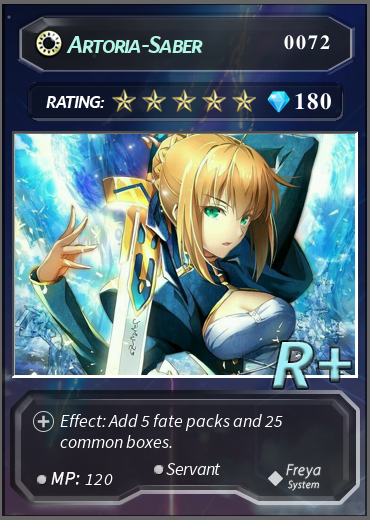 Artoria-Saber 0072
RATING: 180
R+
Effect: Add 5 fate packs and 25
common boxes.
MP: 120 Servant Freya
System